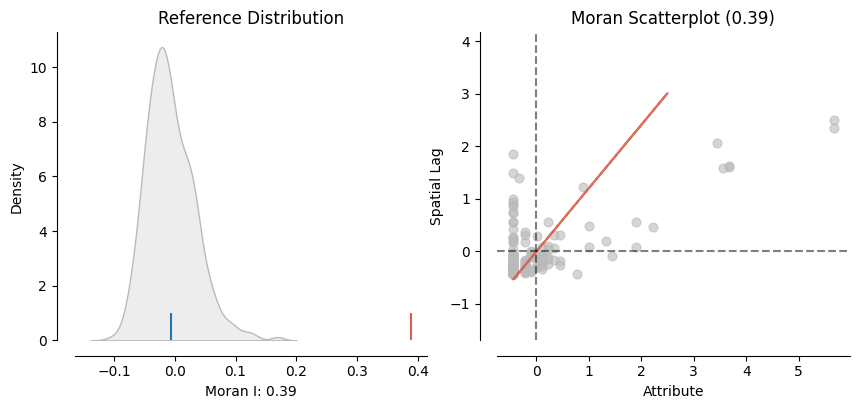 Reference Distribution
Density
10
8
6
4
2
0
−0.1 0.0 0.1 0.2 0.3 0.4
Moran I: 0.39
Moran Scatterplot (0.39)
Spatial Lag
4
3
2
1
0
−1
0 1 2 3 4 5
Attribute